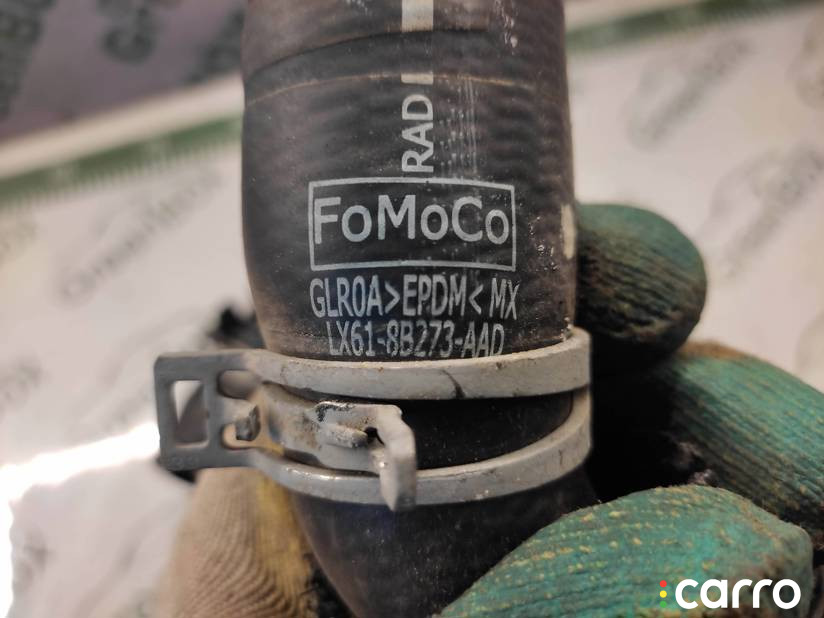 RAD
FoMoCo
GLR0A>EPDM<MX
LX61-8B273-AAD
carro